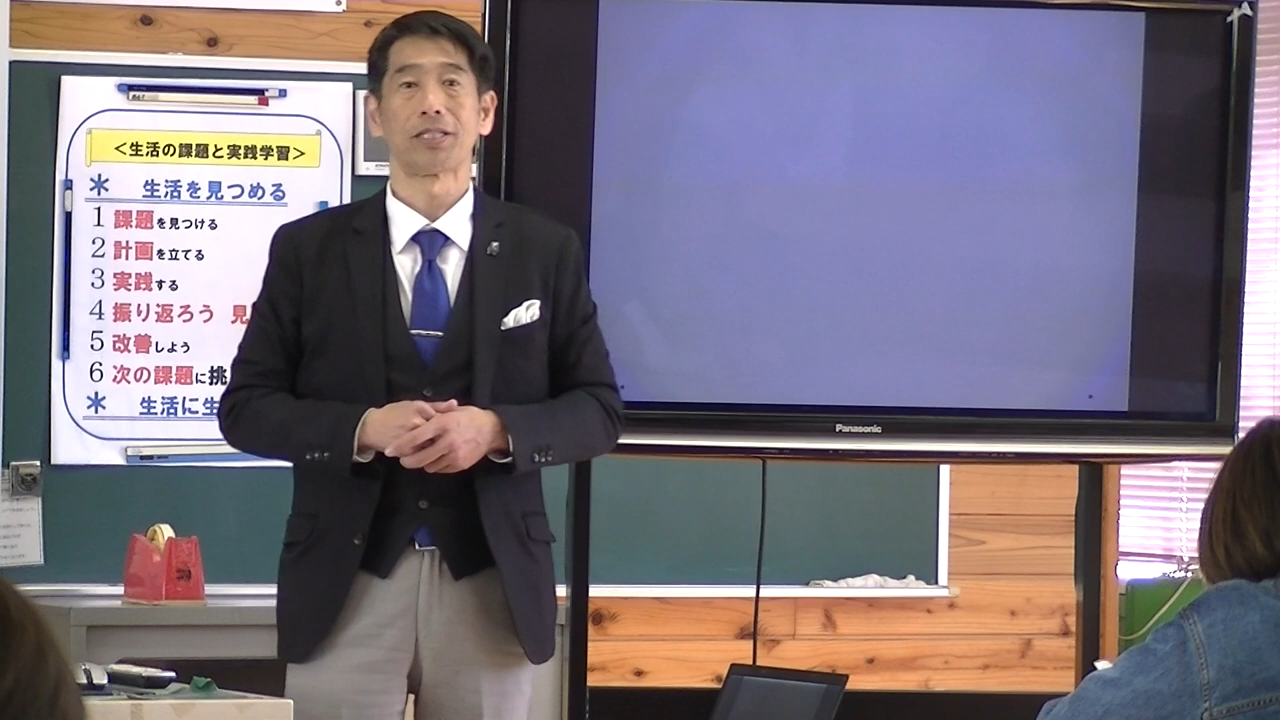 ＜生活の課題と実践学習＞
＊ 生活を見つめる
1 課題を見つける
2 計画を立てる
3 実践する
4 振り返ろう 見
5 改善しよう
6 次の課題に挑
＊ 生活に生
Panasonic